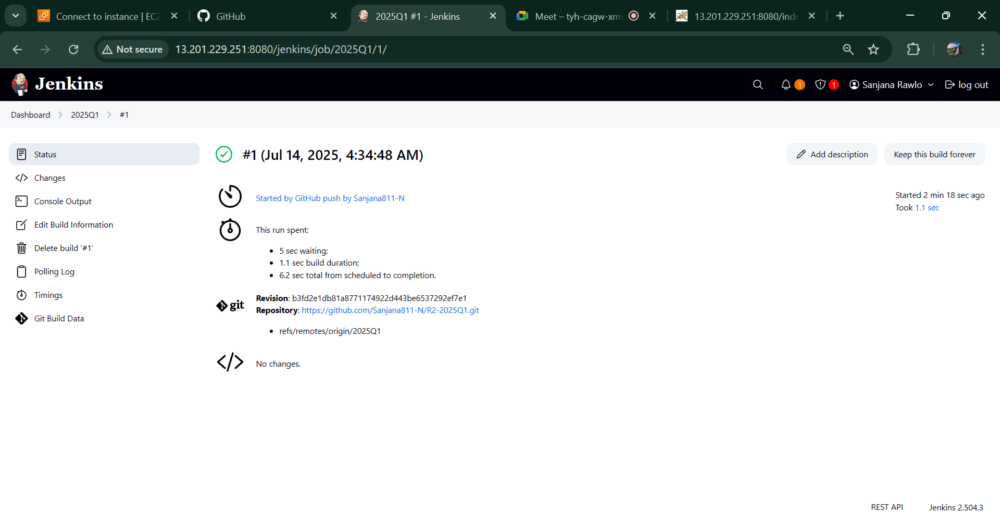 Connect to instance | EC2
GitHub
2025Q1 #1 - Jenkins
Meet – tyh-cagw-xmv
13.201.229.251:8080/inde
Not secure
13.201.229.251:8080/jenkins/job/2025Q1/1/
Jenkins
1
1
Sanjana Rawlo
log out
Dashboard
2025Q1
#1
Status
Changes
Console Output
Edit Build Information
Delete build ‘#1’
Polling Log
Timings
Git Build Data
#1 (Jul 14, 2025, 4:34:48 AM)
Add description
Keep this build forever
Started by GitHub push by Sanjana811-N
Started 2 min 18 sec ago
Took 1.1 sec
This run spent:
5 sec waiting;
1.1 sec build duration;
6.2 sec total from scheduled to completion.
git
Revision: b3fd2e1db81a8771174922d443be6537292ef7e1
Repository: https://github.com/Sanjana811-N/R2-2025Q1.git
refs/remotes/origin/2025Q1
No changes.
REST API
Jenkins 2.504.3